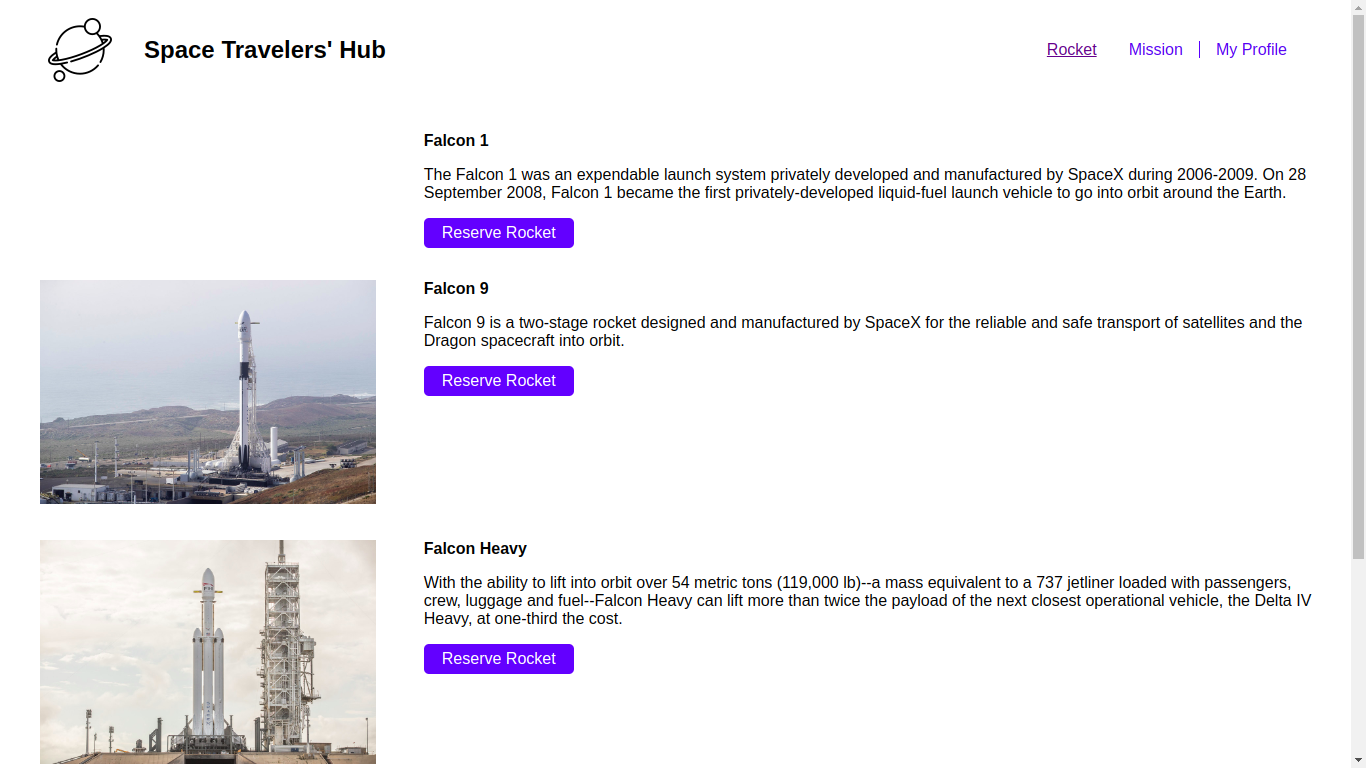 Space Travelers' Hub
Rocket
Mission
My Profile
Falcon 1
The Falcon 1 was an expendable launch system privately developed and manufactured by SpaceX during 2006-2009. On 28
September 2008, Falcon 1 became the first privately-developed liquid-fuel launch vehicle to go into orbit around the Earth.
Reserve Rocket
Falcon 9
Falcon 9 is a two-stage rocket designed and manufactured by SpaceX for the reliable and safe transport of satellites and the
Dragon spacecraft into orbit.
Reserve Rocket
Falcon Heavy
With the ability to lift into orbit over 54 metric tons (119,000 lb)--a mass equivalent to a 737 jetliner loaded with passengers,
crew, luggage and fuel--Falcon Heavy can lift more than twice the payload of the next closest operational vehicle, the Delta IV
Heavy, at one-third the cost.
Reserve Rocket